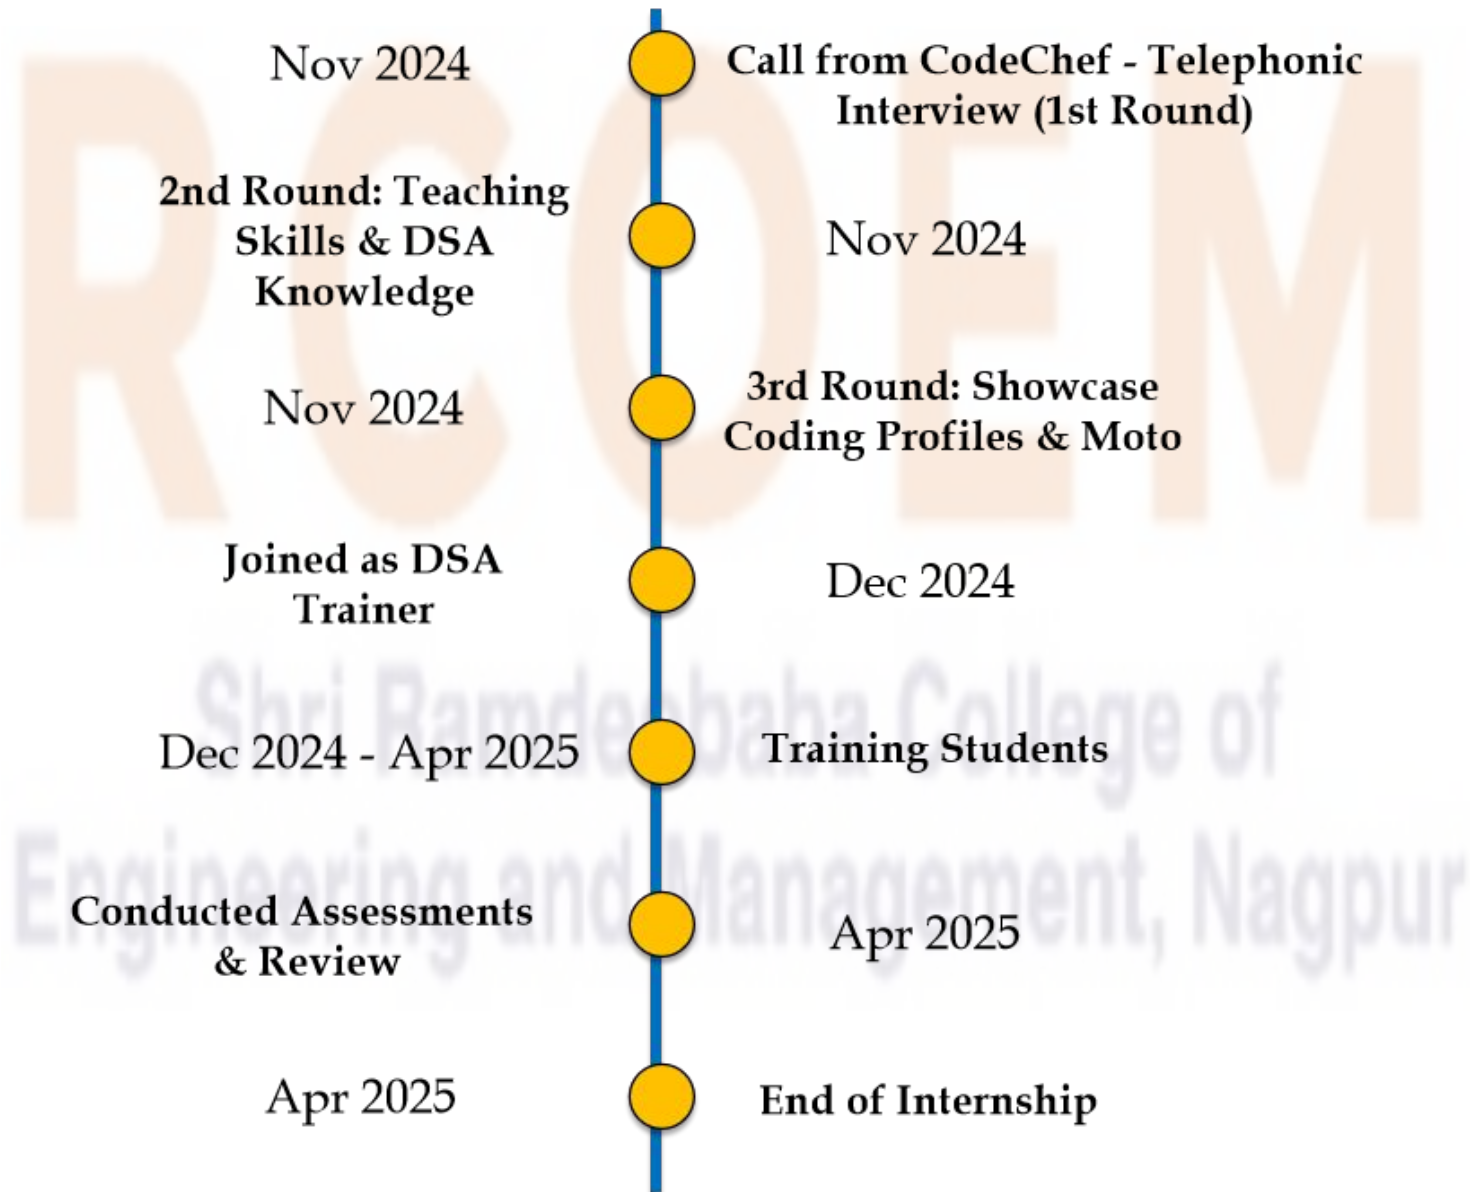 Nov 2024
Call from CodeChef - Telephonic
Interview (1st Round)
2nd Round: Teaching
Skills & DSA
Knowledge
Nov 2024
Nov 2024
3rd Round: Showcase
Coding Profiles & Moto
Joined as DSA
Trainer
Dec 2024
Dec 2024 - Apr 2025
Training Students
Conducted Assessments
& Review
Apr 2025
Apr 2025
End of Internship
RCOEM
Shri Ramdeobaba College of
Engineering and Management, Nagpur